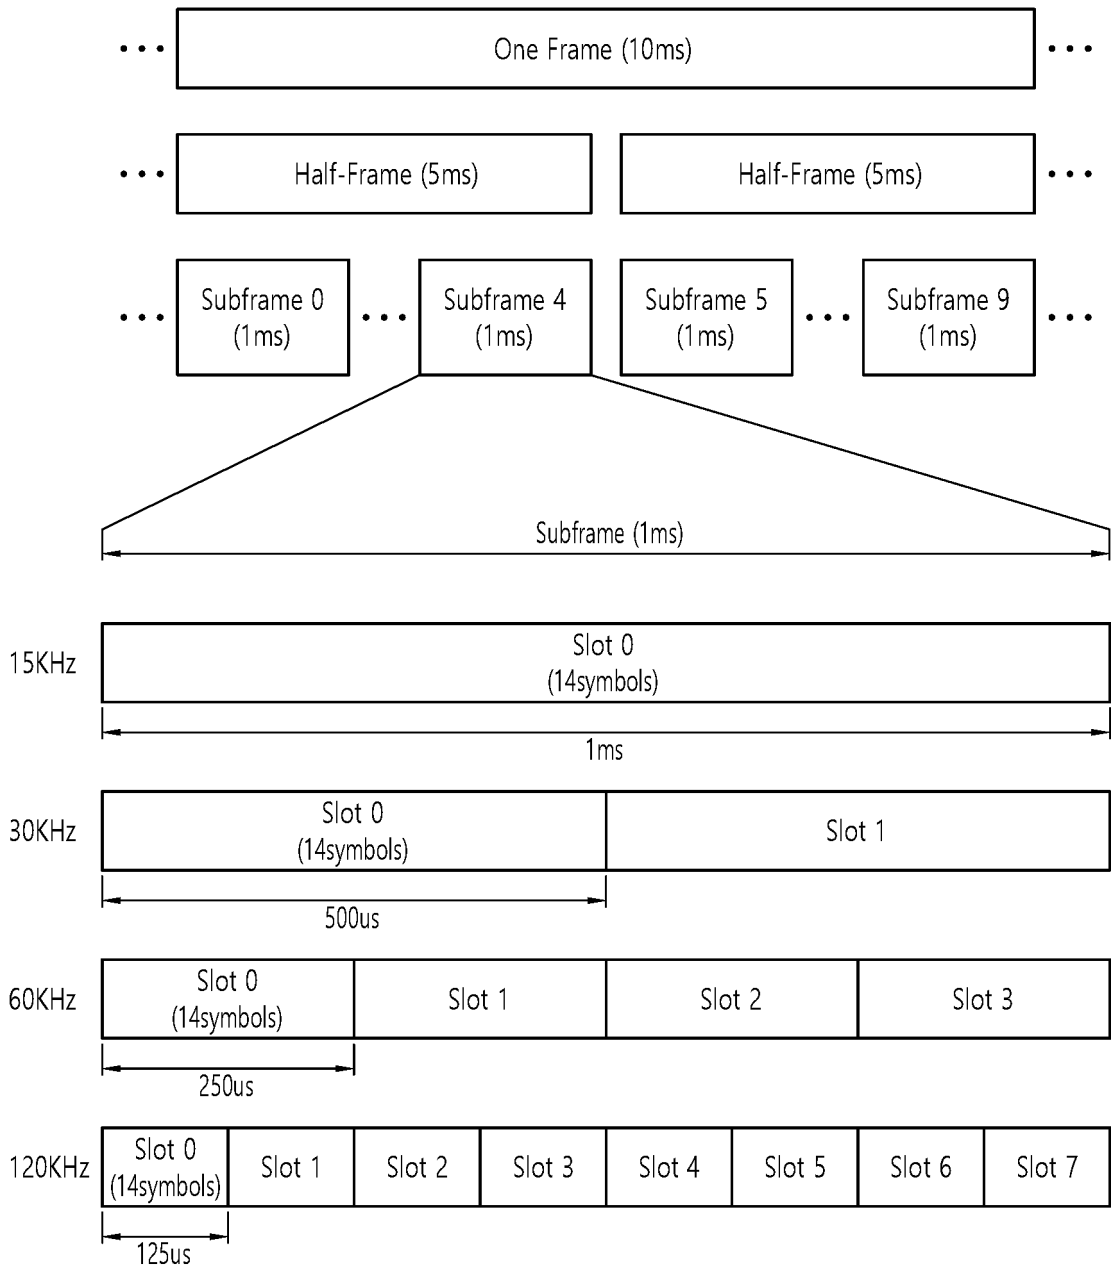 One Frame (10ms)
Half-Frame (5ms) Half-Frame (5ms)
Subframe 0 Subframe 4 Subframe 5 Subframe 9
(1ms) (1ms) (1ms) (1ms)
Subframe (1ms)
15KHz
Slot 0
(14symbols)
1ms
30KHz
Slot 0
(14symbols)
Slot 1
500us
60KHz
Slot 0
(14symbols)
Slot 1
Slot 2
Slot 3
250us
120KHz
Slot 0
(14symbols)
Slot 1
Slot 2
Slot 3
Slot 4
Slot 5
Slot 6
Slot 7
125us